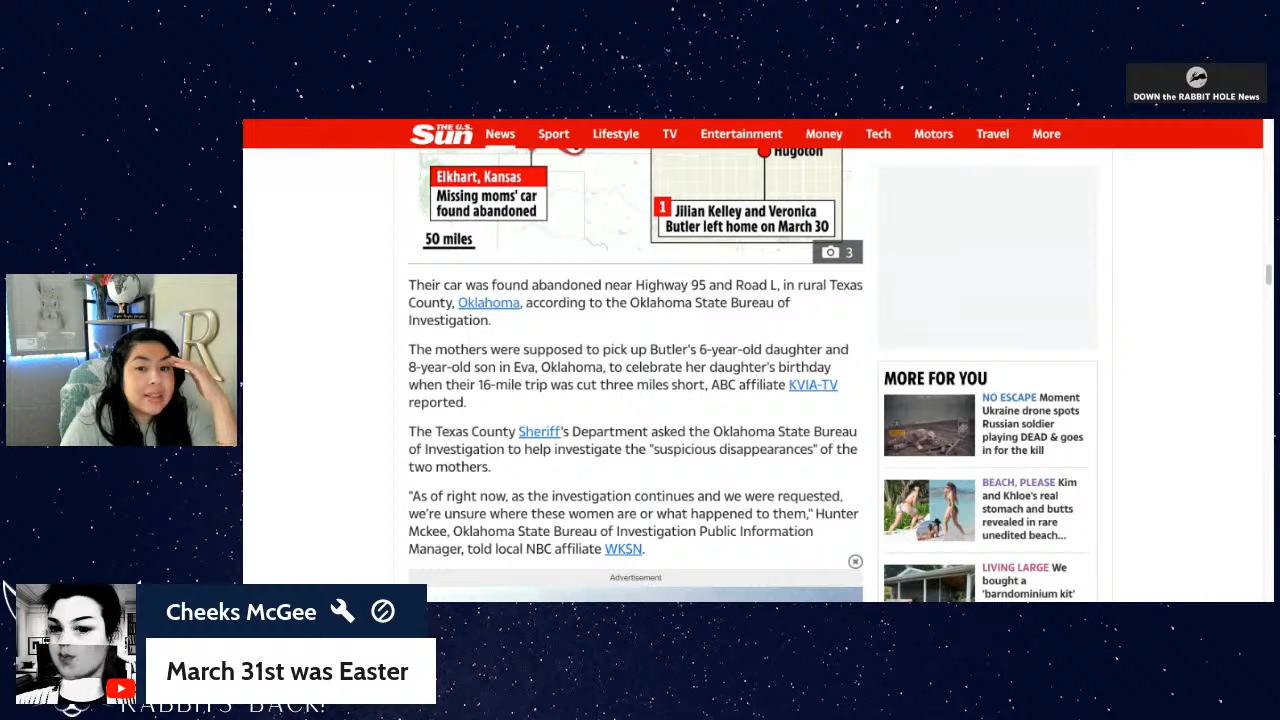 DOWN the RABBIT HOLE News
THE U.S. Sun
News Sport Lifestyle TV Entertainment Money Tech Motors Travel More
Elkhart, Kansas
Missing moms' car
found abandoned
50 miles
Hugoton
1 Jilian Kelley and Veronica
Butler left home on March 30
3
Their car was found abandoned near Highway 95 and Road L, in rural Texas
County, Oklahoma, according to the Oklahoma State Bureau of
Investigation.
The mothers were supposed to pick up Butler's 6-year-old daughter and
8-year-old son in Eva, Oklahoma, to celebrate her daughter's birthday
when their 16-mile trip was cut three miles short, ABC affiliate KVIA-TV
reported.
The Texas County Sheriff's Department asked the Oklahoma State Bureau
of Investigation to help investigate the "suspicious disappearances" of the
two mothers.
"As of right now, as the investigation continues and we were requested,
we're unsure where these women are or what happened to them," Hunter
Mckee, Oklahoma State Bureau of Investigation Public Information
Manager, told local NBC affiliate WKSN.
Advertisement
MORE FOR YOU
NO ESCAPE Moment
Ukraine drone spots
Russian soldier
playing DEAD & goes
in for the kill
BEACH, PLEASE Kim
and Khloe's real
stomach and butts
revealed in rare
unedited beach...
LIVING LARGE We
bought a
'barndominium kit'
R
Cheeks McGee
March 31st was Easter
RABBITS BACK!